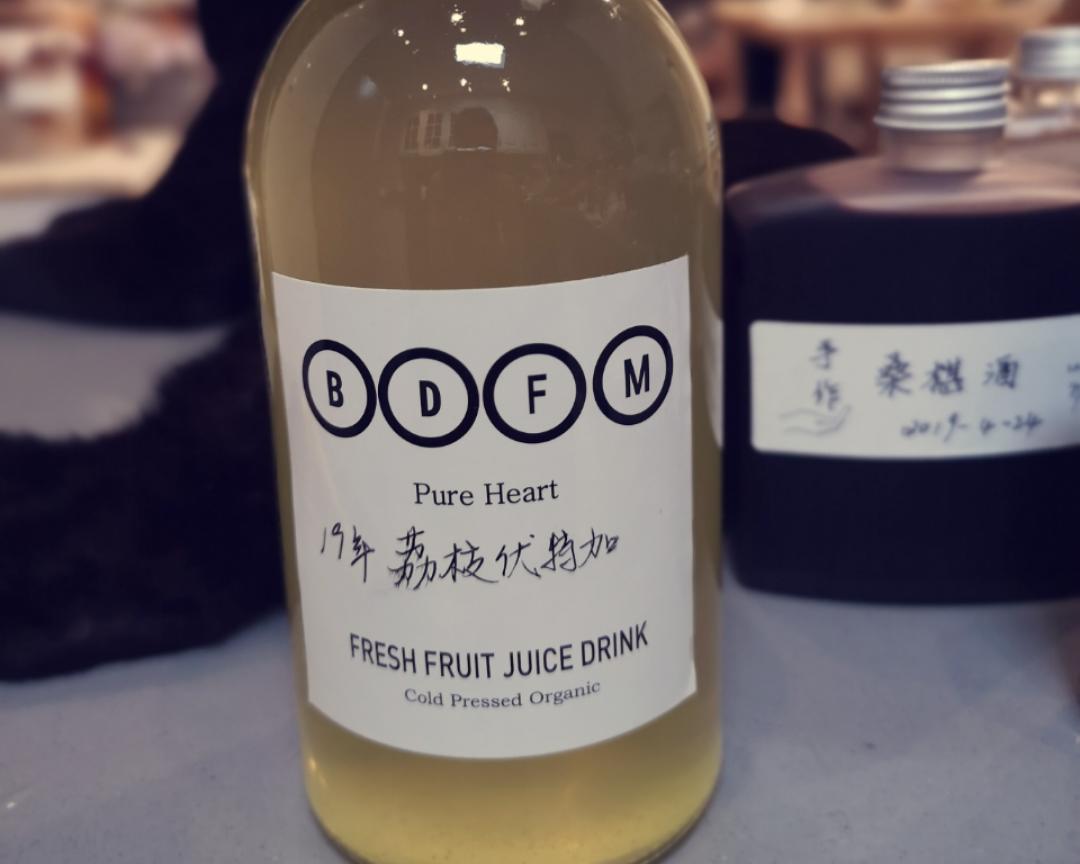 B D F M
Pure Heart
19年 荔枝伏特加
FRESH FRUIT JUICE DRINK
Cold Pressed Organic
手作
桑椹酒
2019-4-24